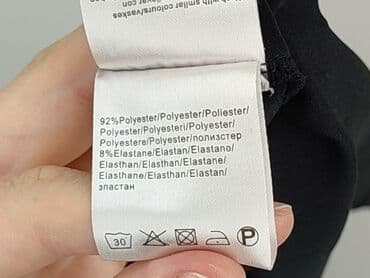 with similar colours/vaskes
92%Polyester/Polyester/Poliester/
Polyester/Polyesteri/Polyester/
Polyestere/Polyester/полиэстер
8%Elastane/Elastan/Elastano/
Elasthan/Elasthan/Elastane/
Elasthanne/Elasthan/Elastan/
эластан
30 P